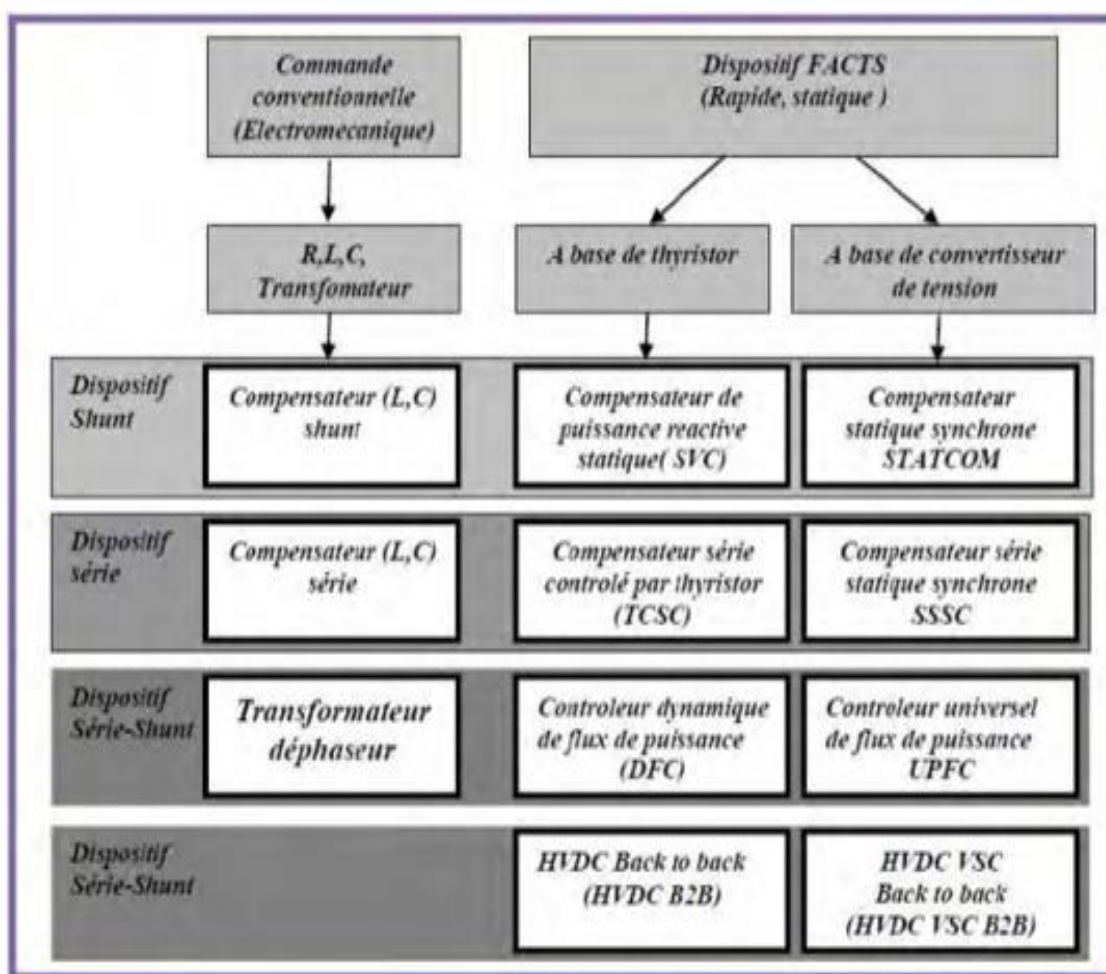 Commande
conventionnelle
(Electromecanique)
Dispositif FACTS
(Rapide, statique )
R,L,C,
Transfomateur
A base de thyristor
A base de convertisseur
de tension
Dispositif
Shunt
Compensateur (L,C)
shunt
Compensateur de
puissance reactive
statique( SVC)
Compensateur
statique synchrone
STATCOM
Dispositif
série
Compensateur (L,C)
série
Compensateur série
controlé par thyristor
(TCSC)
Compensateur série
statique synchrone
SSSC
Dispositif
Série-Shunt
Transformateur
déphaseur
Controleur dynamique
de flux de puissance
(DFC)
Controleur universel
de flux de puissance
UPFC
Dispositif
Série-Shunt
HVDC Back to back
(HVDC B2B)
HVDC VSC
Back to back
(HVDC VSC B2B)